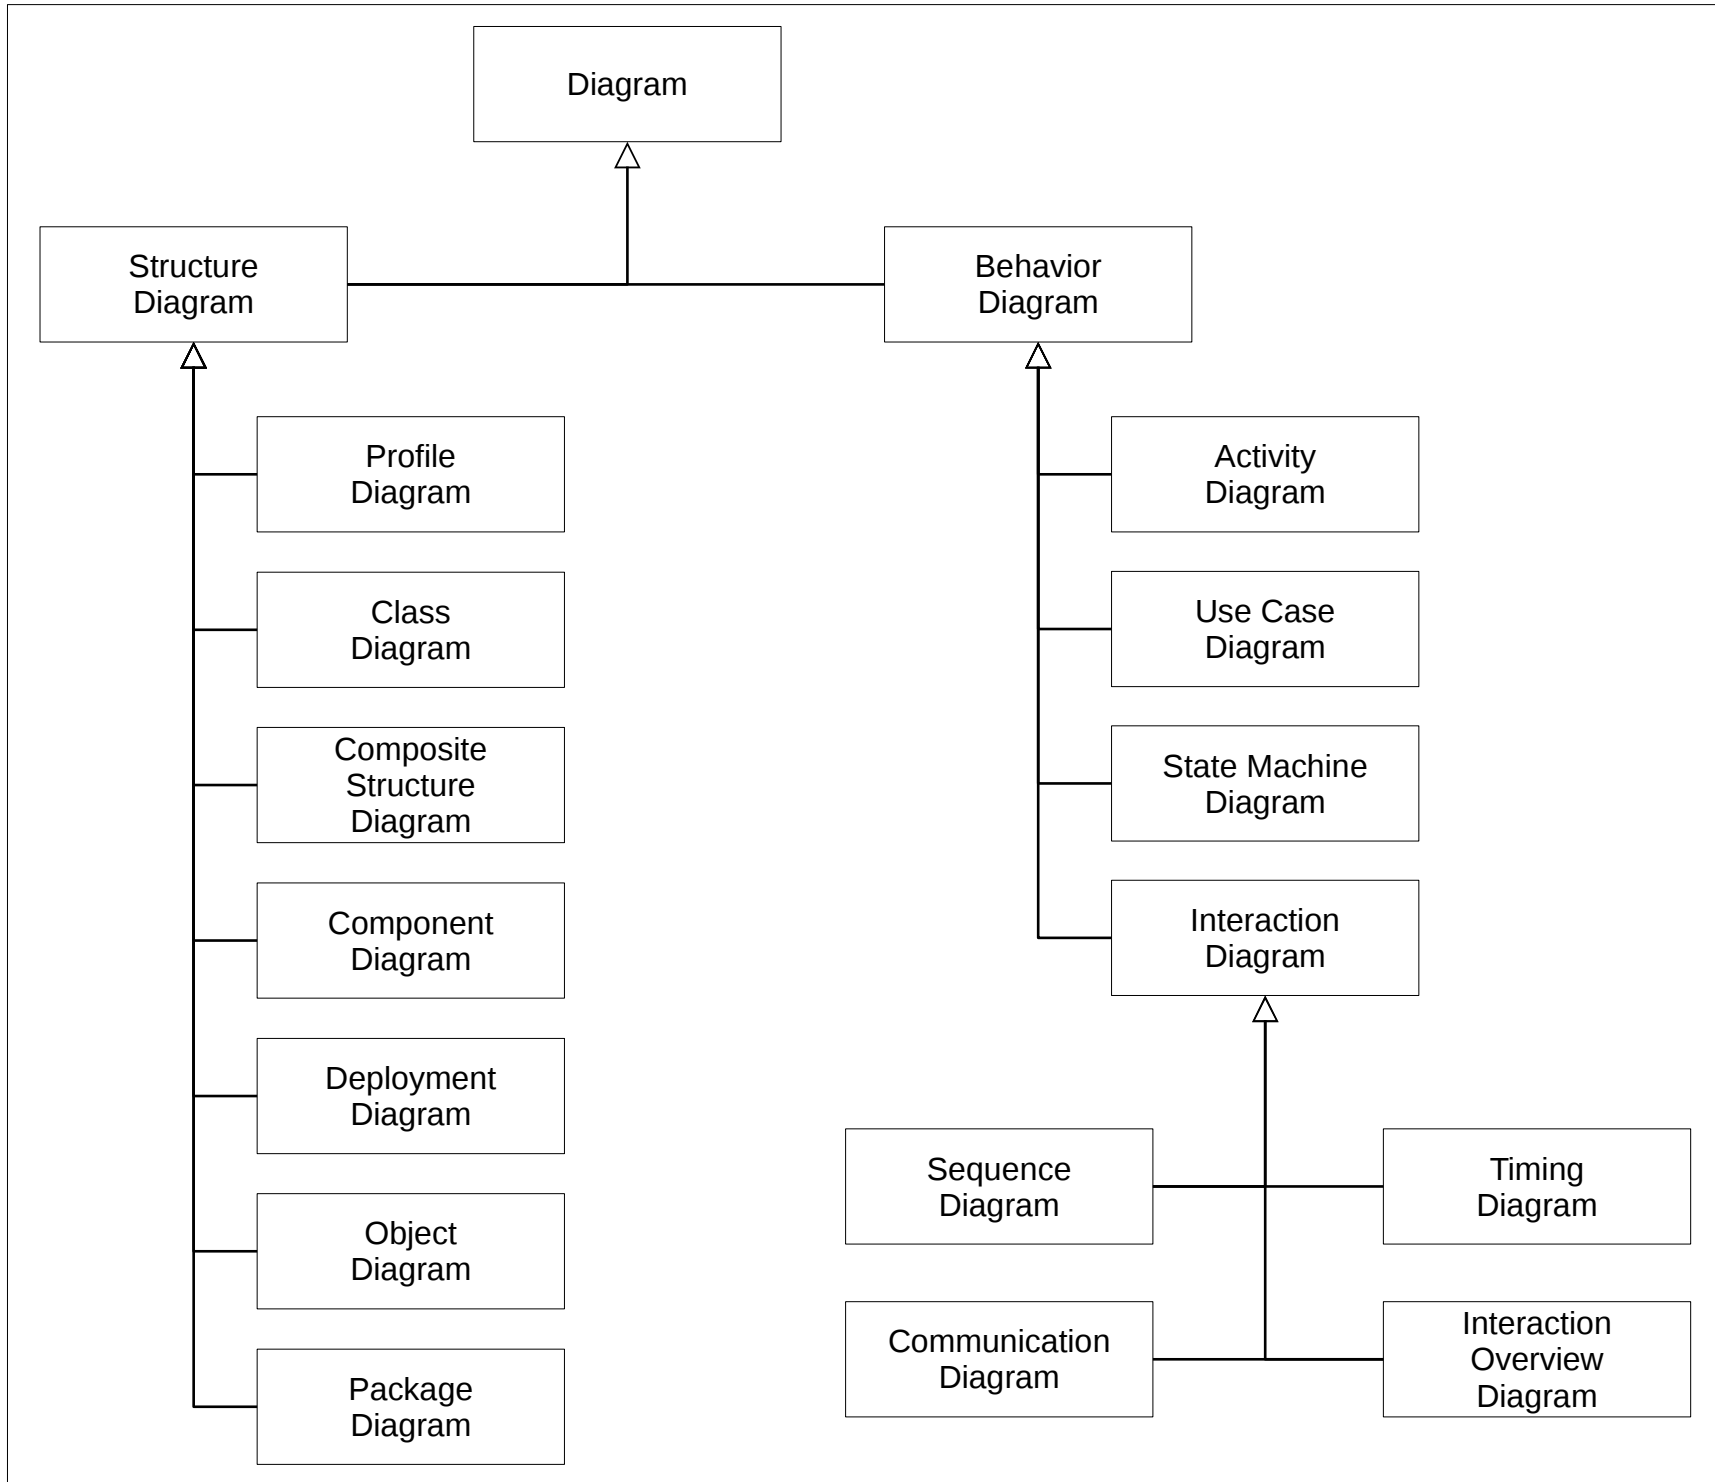 Diagram
Structure
Diagram
Behavior
Diagram
Profile
Diagram
Class
Diagram
Composite
Structure
Diagram
Component
Diagram
Deployment
Diagram
Object
Diagram
Package
Diagram
Activity
Diagram
Use Case
Diagram
State Machine
Diagram
Interaction
Diagram
Sequence
Diagram
Timing
Diagram
Communication
Diagram
Interaction
Overview
Diagram